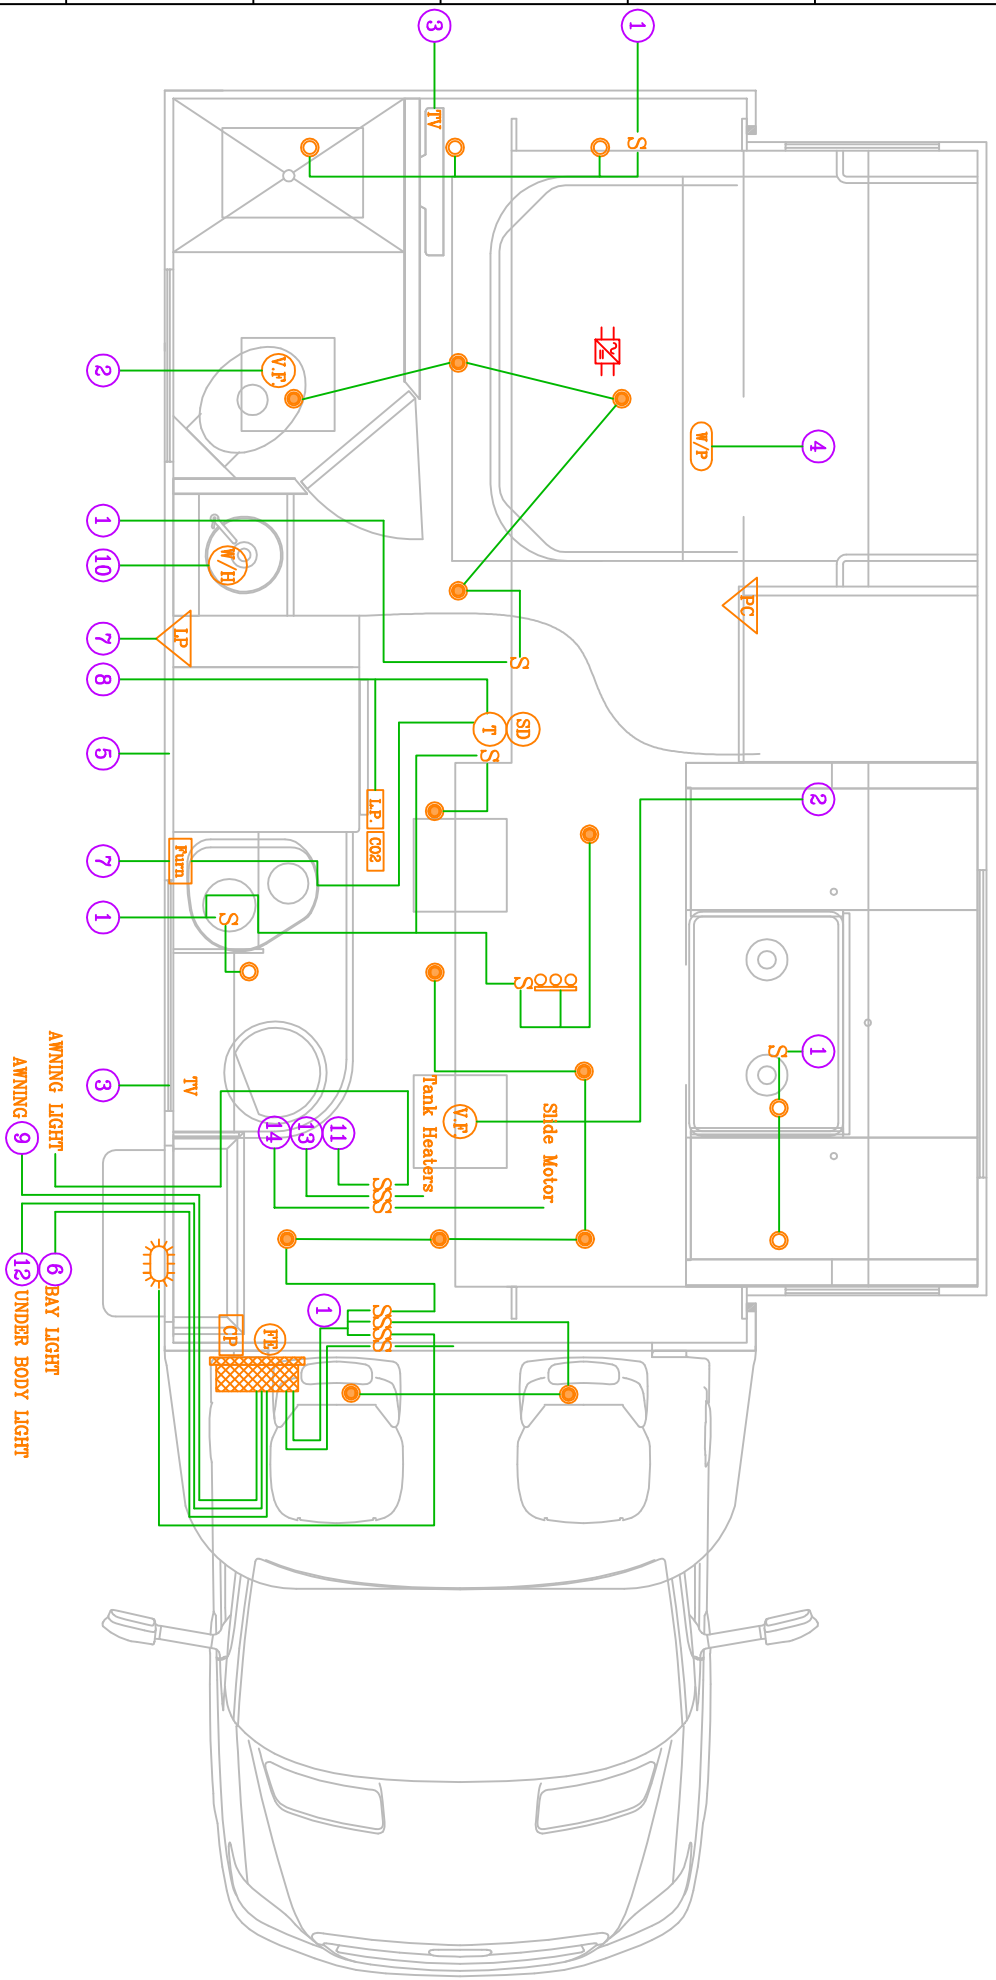 4
2
1
S
PC
W/P
1
S
Slide Motor
S
SD
S
T
S
V.F
3
TV
Tank Heaters
SSS
SSSS
L.P.
CO2
11
1
13
V.F.
14
FE
W/H
S
CP
TV
LP
Furn
2
1
10
7
8
5
7
1
3
AWNING LIGHT
6 BAY LIGHT
AWNING 9
12 UNDER BODY LIGHT